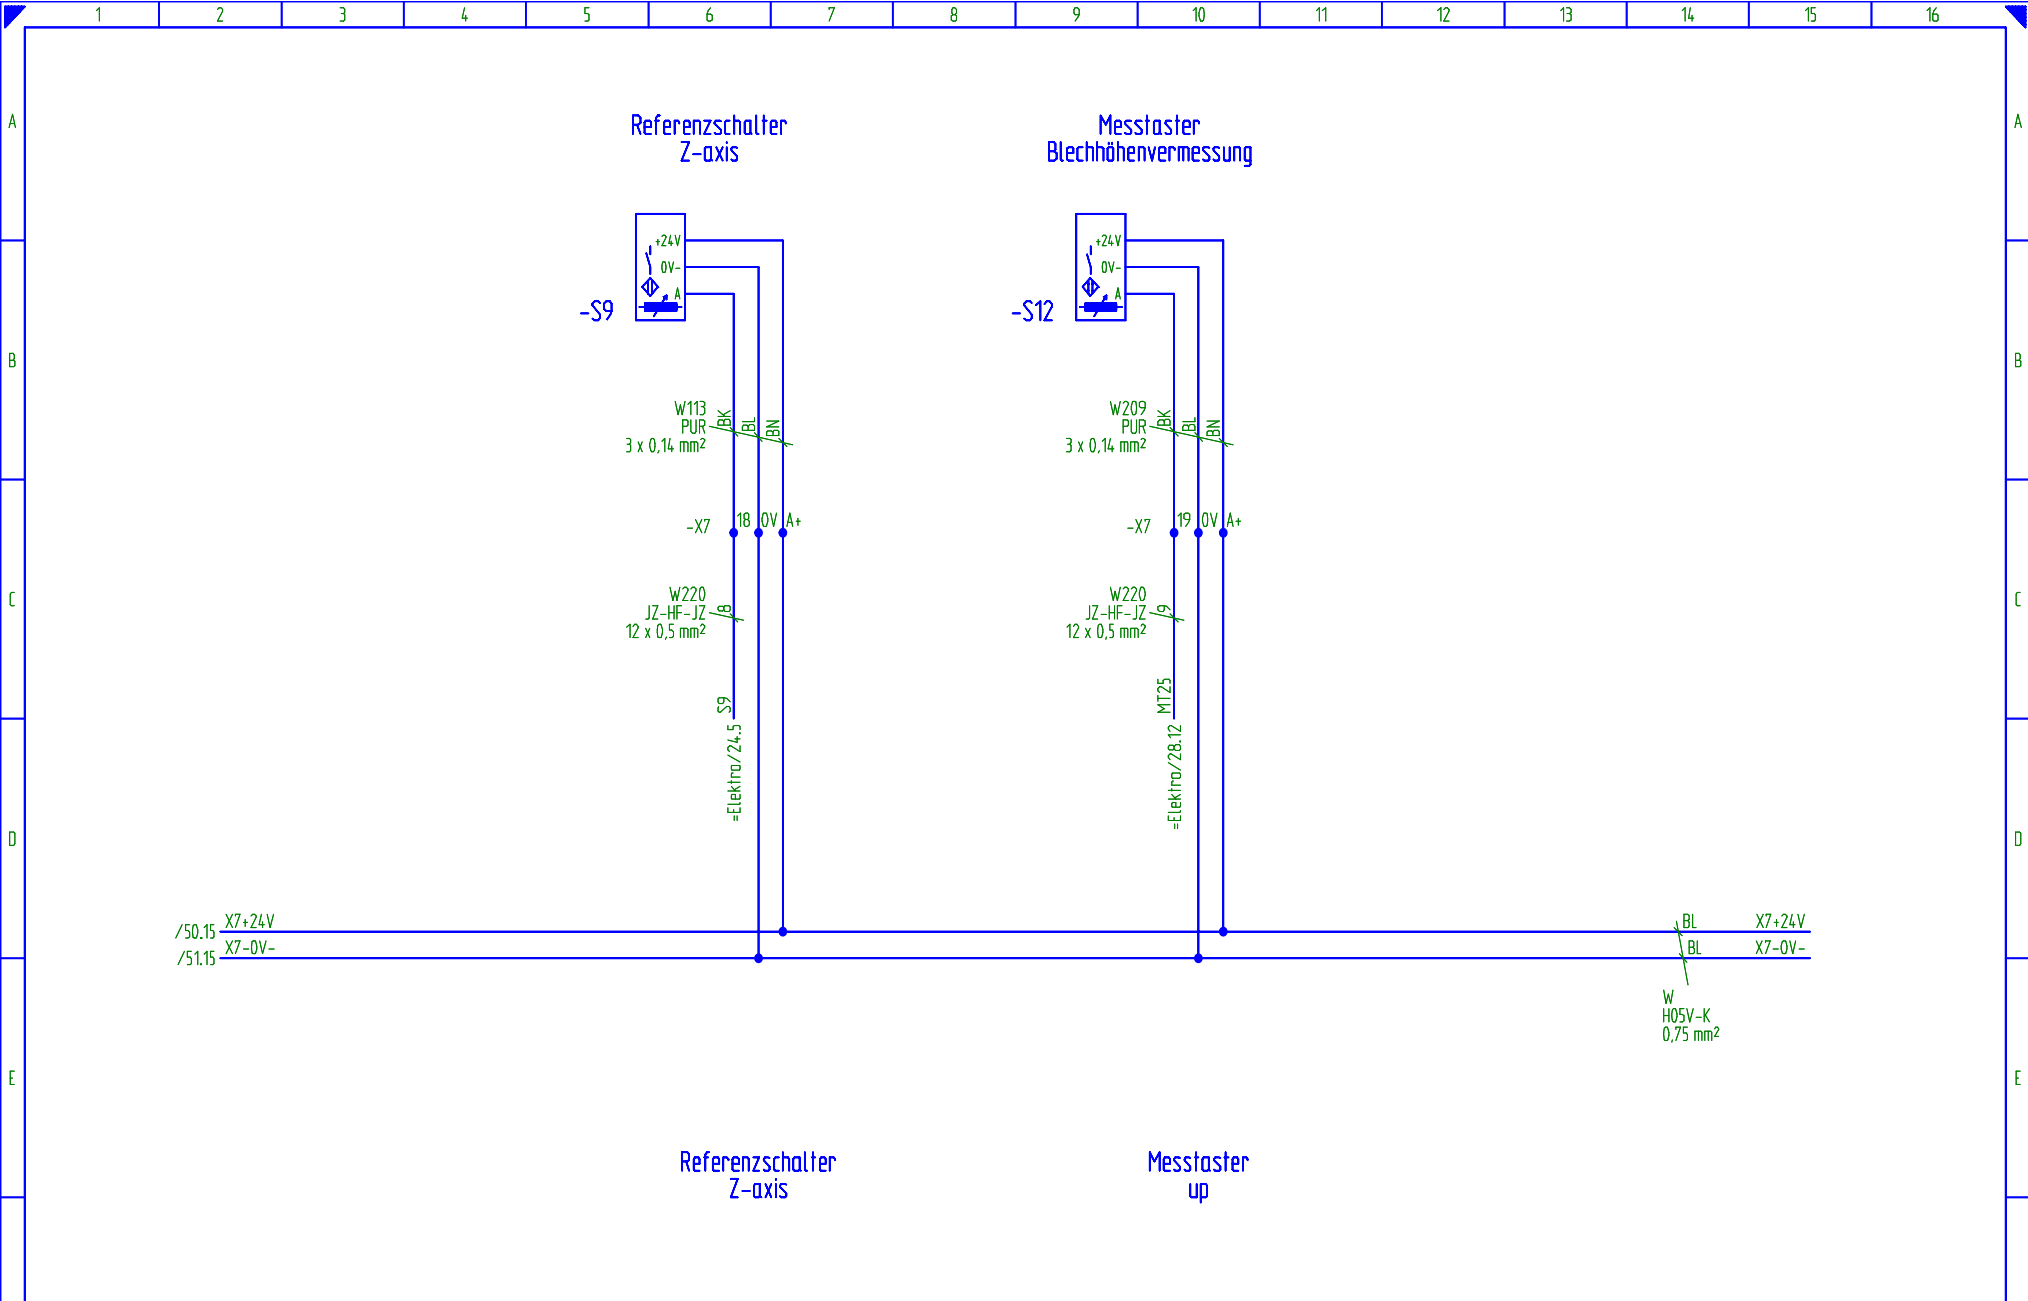 1 2 3 4 5 6 7 8 9 10 11 12 13 14 15 16
A A
Referenzschalter
Z-axis
Messtaster
Blechhöhenvermessung
+24V
0V-
A
-S9
+24V
0V-
A
-S12
B B
W113
PUR
3 x 0,14 mm²
BK
BL
BN
W209
PUR
3 x 0,14 mm²
BK
BL
BN
-X7 18 0V A+
-X7 19 0V A+
C C
W220
JZ-HF-JZ
12 x 0,5 mm²
8
W220
JZ-HF-JZ
12 x 0,5 mm²
9
S9
=Elektro/24.5
MT25
=Elektro/28.12
D D
/50.15 X7+24V BL X7+24V
/51.15 X7-0V- BL X7-0V-
W
H05V-K
0,75 mm²
E E
Referenzschalter
Z-axis
Messtaster
up